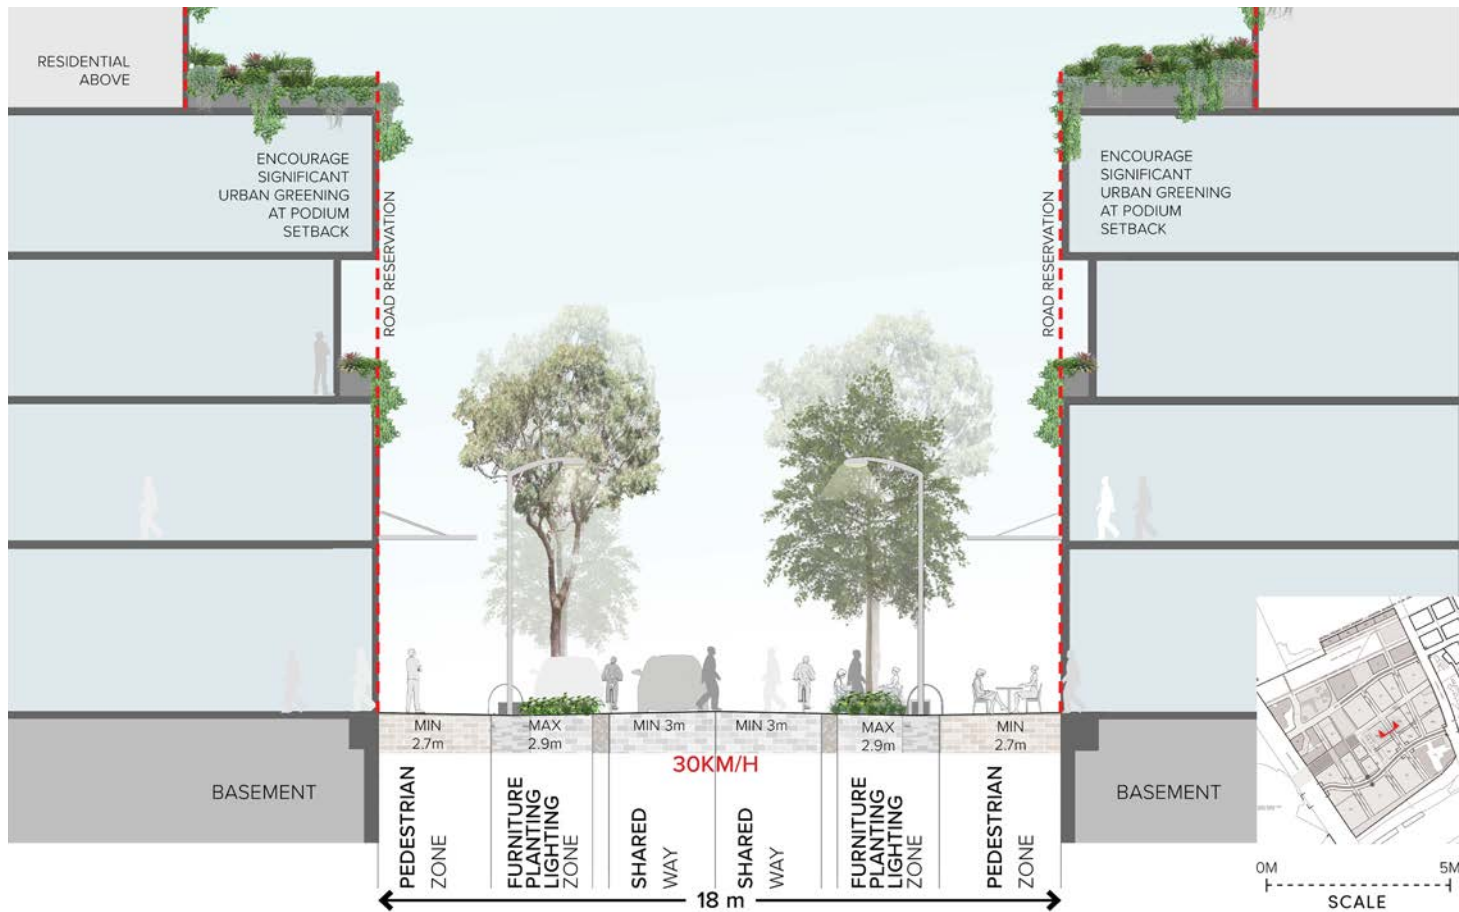 RESIDENTIAL
ABOVE
ENCOURAGE
SIGNIFICANT
URBAN GREENING
AT PODIUM
SETBACK
ROAD RESERVATION
ROAD RESERVATION
ENCOURAGE
SIGNIFICANT
URBAN GREENING
AT PODIUM
SETBACK
MIN
2.7m
MAX
2.9m
MIN 3m
MIN 3m
MAX
2.9m
MIN
2.7m
30KM/H
BASEMENT
PEDESTRIAN
ZONE
FURNITURE
PLANTING
LIGHTING
ZONE
SHARED
WAY
SHARED
WAY
FURNITURE
PLANTING
LIGHTING
ZONE
PEDESTRIAN
ZONE
BASEMENT
18 m
0M 5M
SCALE